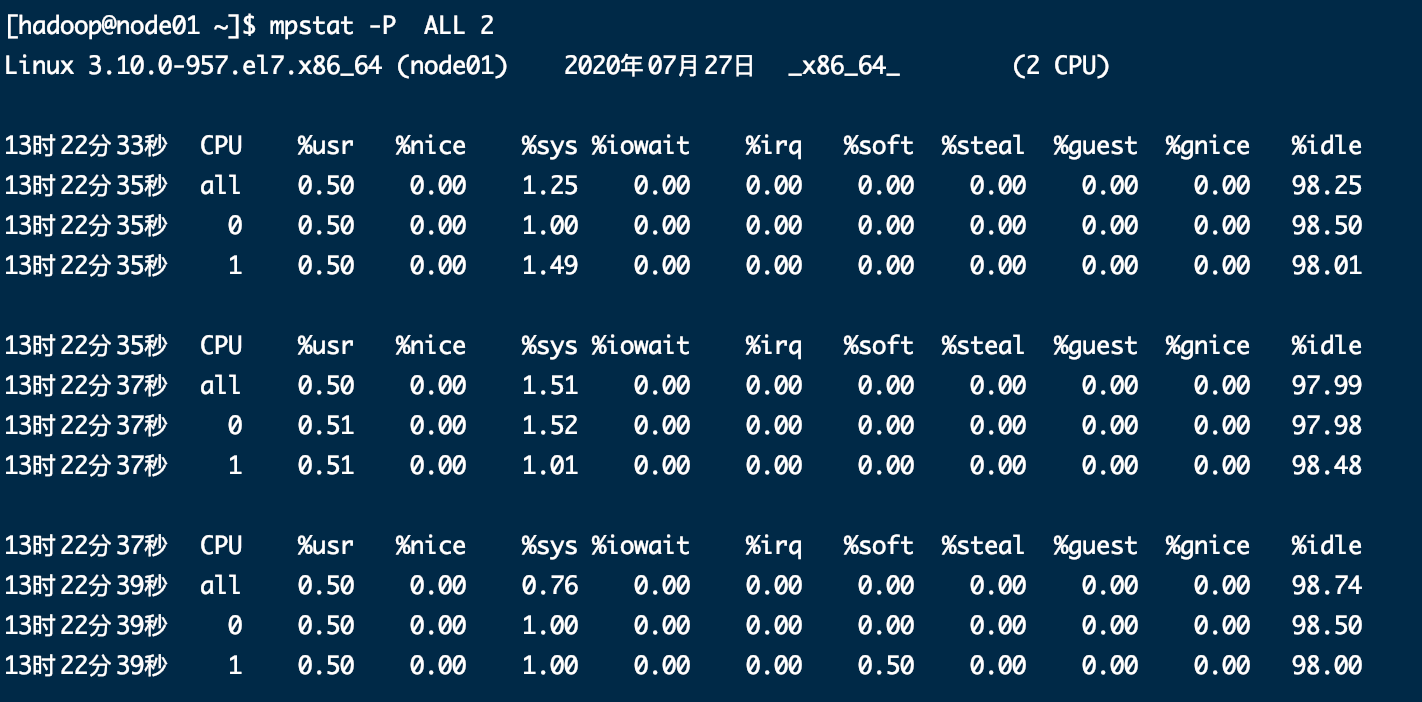 [hadoop@node01 ~]$ mpstat -P  ALL 2
Linux 3.10.0-957.el7.x86_64 (node01)    2020年07月27日  _x86_64_        (2 CPU)
13时22分33秒  CPU    %usr   %nice    %sys %iowait    %irq   %soft  %steal  %guest  %gnice   %idle
13时22分35秒  all    0.50    0.00    1.25    0.00    0.00    0.00    0.00    0.00    0.00   98.25
13时22分35秒    0    0.50    0.00    1.00    0.00    0.00    0.00    0.00    0.00    0.00   98.50
13时22分35秒    1    0.50    0.00    1.49    0.00    0.00    0.00    0.00    0.00    0.00   98.01
13时22分35秒  CPU    %usr   %nice    %sys %iowait    %irq   %soft  %steal  %guest  %gnice   %idle
13时22分37秒  all    0.50    0.00    1.51    0.00    0.00    0.00    0.00    0.00    0.00   97.99
13时22分37秒    0    0.51    0.00    1.52    0.00    0.00    0.00    0.00    0.00    0.00   97.98
13时22分37秒    1    0.51    0.00    1.01    0.00    0.00    0.00    0.00    0.00    0.00   98.48
13时22分37秒  CPU    %usr   %nice    %sys %iowait    %irq   %soft  %steal  %guest  %gnice   %idle
13时22分39秒  all    0.50    0.00    0.76    0.00    0.00    0.00    0.00    0.00    0.00   98.74
13时22分39秒    0    0.50    0.00    1.00    0.00    0.00    0.00    0.00    0.00    0.00   98.50
13时22分39秒    1    0.50    0.00    1.00    0.00    0.00    0.50    0.00    0.00    0.00   98.00